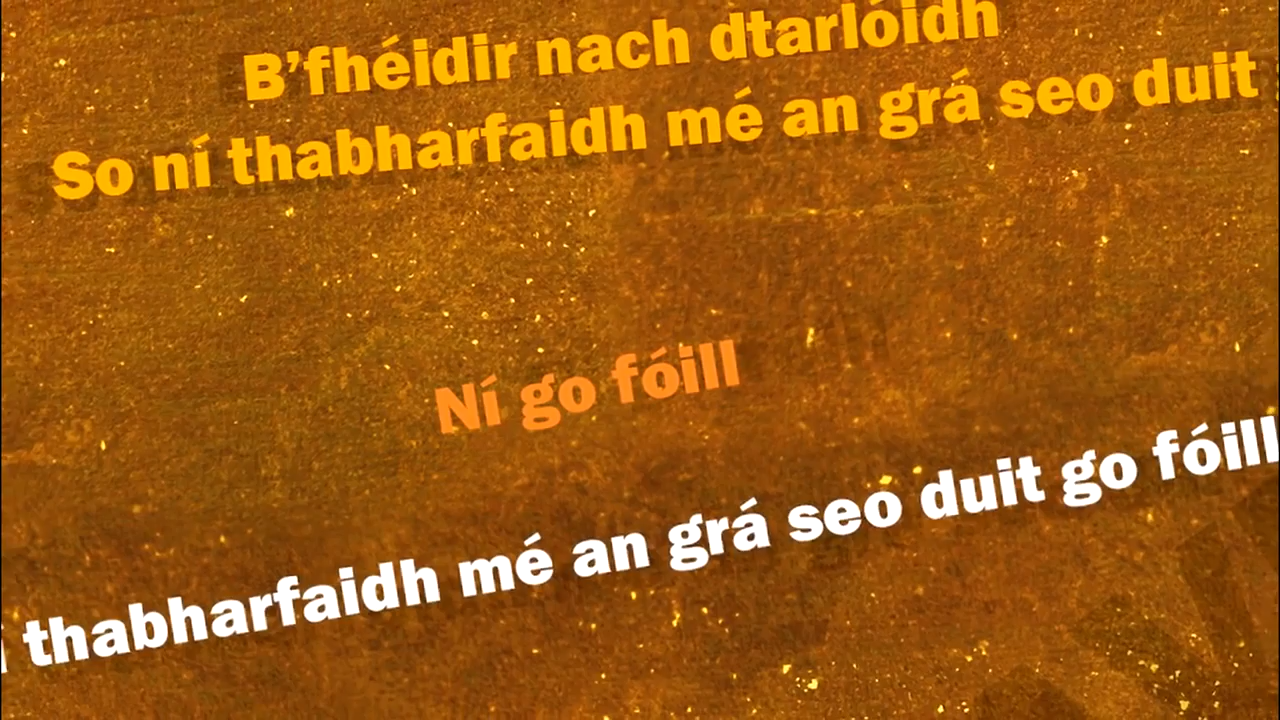 B’fhéidir nach dtarlóidh
So ní thabharfaidh mé an grá seo duit
Ní go fóill
thabharfaidh mé an grá seo duit go fóill